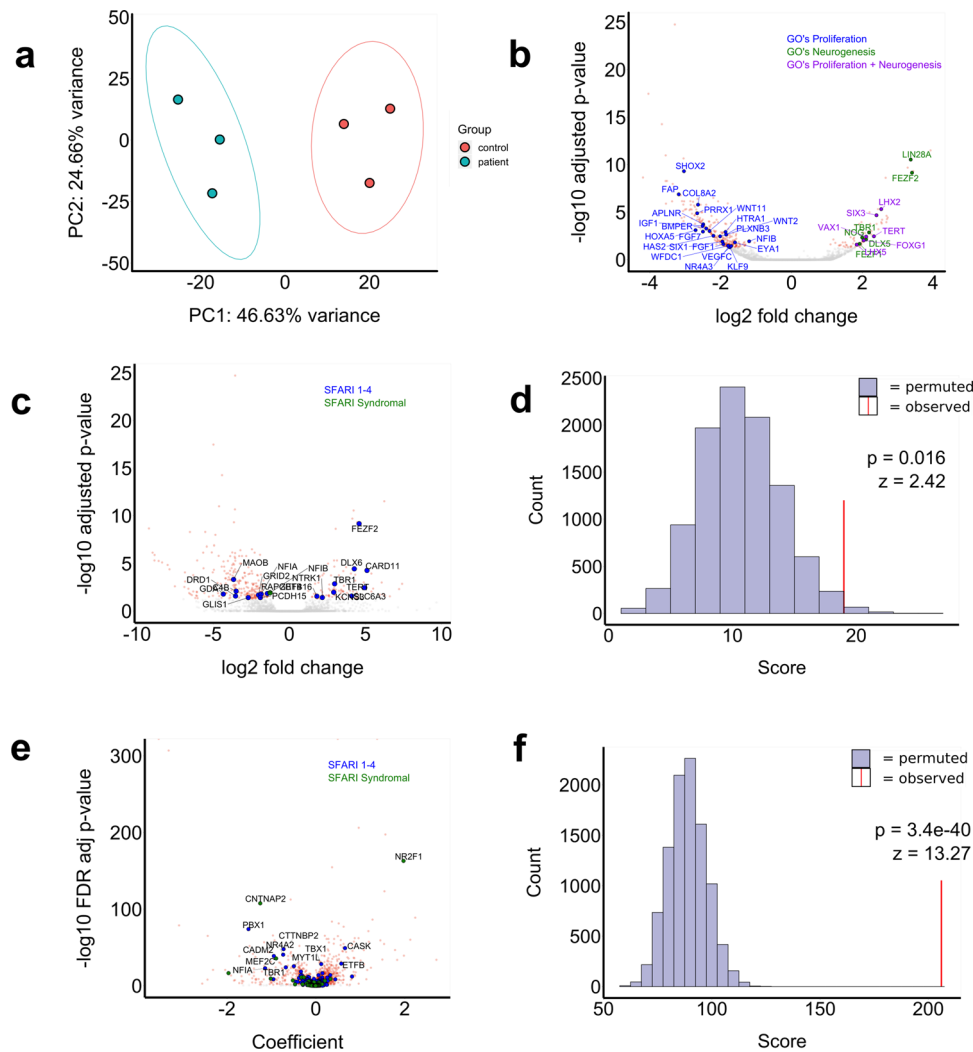 a
50
25
0
-25
-50
PC2: 24.66% variance
-20
0
20
PC1: 46.63% variance
Group
control
patient
b
25
20
15
10
5
0
-log10 adjusted p-value
GO's Proliferation
GO's Neurogenesis
GO's Proliferation + Neurogenesis
LIN28A
SHOX2
FEZF2
FAP
COL8A2
LHX2
APLNR
PRRX1
WNT11
SIX3
IGF1
BMPER
HTRA1
WNT2
VAX1
TBR1
TERT
HOXA5
FGF7
PLXNB3
NOG
HAS2
SIX1
FGF1
NFIB
DLX5
FOXG1
WFDC1
VEGFC
EYA1
FEZF1
LHX5
NR4A3
KLF9
-4
-2
0
2
4
log2 fold change
c
25
20
15
10
5
0
-log10 adjusted p-value
SFARI 1-4
SFARI Syndromal
FEZF2
MAOB
NFIA
NFIB
DLX6
CARD11
DRD1
GRID2
NTRK1
TBR1
GDA
C4B
TERT
GLIS1
PCDH15
SLC6A3
-10
-5
0
5
10
log2 fold change
d
2500
2000
1500
1000
500
0
Count
= permuted
= observed
p = 0.016
z = 2.42
10
20
Score
e
300
200
100
0
-log10 FDR adj p-value
SFARI 1-4
SFARI Syndromal
NR2F1
CNTNAP2
PBX1
CTTNBP2
NR4A2
TBX1
CASK
CADM2
MEF2C
MYT1L
ETFB
NFIA
TBR1
-2
0
2
Coefficient
f
2000
1500
1000
500
0
Count
= permuted
= observed
p = 3.4e-40
z = 13.27
50
100
150
200
Score